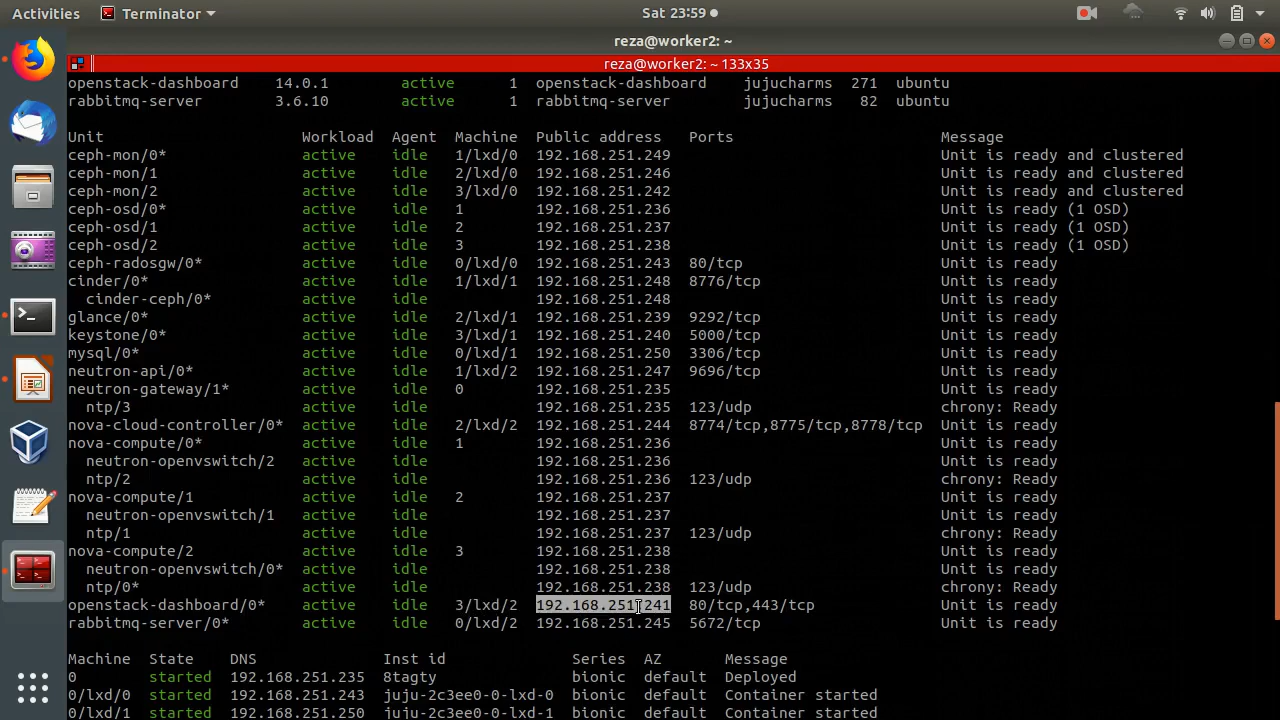 Activities Terminator Sat 23:59
reza@worker2: ~
reza@worker2: ~ 133x35
openstack-dashboard 14.0.1 active 1 openstack-dashboard jujucharms 271 ubuntu
rabbitmq-server 3.6.10 active 1 rabbitmq-server jujucharms 82 ubuntu
Unit Workload Agent Machine Public address Ports Message
ceph-mon/0* active idle 1/lxd/0 192.168.251.249 Unit is ready and clustered
ceph-mon/1 active idle 2/lxd/0 192.168.251.246 Unit is ready and clustered
ceph-mon/2 active idle 3/lxd/0 192.168.251.242 Unit is ready and clustered
ceph-osd/0* active idle 1 192.168.251.236 Unit is ready (1 OSD)
ceph-osd/1 active idle 2 192.168.251.237 Unit is ready (1 OSD)
ceph-osd/2 active idle 3 192.168.251.238 Unit is ready (1 OSD)
ceph-radosgw/0* active idle 0/lxd/0 192.168.251.243 80/tcp Unit is ready
cinder/0* active idle 1/lxd/1 192.168.251.248 8776/tcp Unit is ready
cinder-ceph/0* active idle 192.168.251.248 Unit is ready
glance/0* active idle 2/lxd/1 192.168.251.239 9292/tcp Unit is ready
keystone/0* active idle 3/lxd/1 192.168.251.240 5000/tcp Unit is ready
mysql/0* active idle 0/lxd/1 192.168.251.250 3306/tcp Unit is ready
neutron-api/0* active idle 1/lxd/2 192.168.251.247 9696/tcp Unit is ready
neutron-gateway/1* active idle 0 192.168.251.235 Unit is ready
ntp/3 active idle 192.168.251.235 123/udp chrony: Ready
nova-cloud-controller/0* active idle 2/lxd/2 192.168.251.244 8774/tcp,8775/tcp,8778/tcp Unit is ready
nova-compute/0* active idle 1 192.168.251.236 Unit is ready
neutron-openvswitch/2 active idle 192.168.251.236 Unit is ready
ntp/2 active idle 192.168.251.236 123/udp chrony: Ready
nova-compute/1 active idle 2 192.168.251.237 Unit is ready
neutron-openvswitch/1 active idle 192.168.251.237 Unit is ready
ntp/1 active idle 192.168.251.237 123/udp chrony: Ready
nova-compute/2 active idle 3 192.168.251.238 Unit is ready
neutron-openvswitch/0* active idle 192.168.251.238 Unit is ready
ntp/0* active idle 192.168.251.238 123/udp chrony: Ready
openstack-dashboard/0* active idle 3/lxd/2 192.168.251.241 80/tcp,443/tcp Unit is ready
rabbitmq-server/0* active idle 0/lxd/2 192.168.251.245 5672/tcp Unit is ready
Machine State DNS Inst id Series AZ Message
0 started 192.168.251.235 8tagty bionic default Deployed
0/lxd/0 started 192.168.251.243 juju-2c3ee0-0-lxd-0 bionic default Container started
0/lxd/1 started 192.168.251.250 juju-2c3ee0-0-lxd-1 bionic default Container started